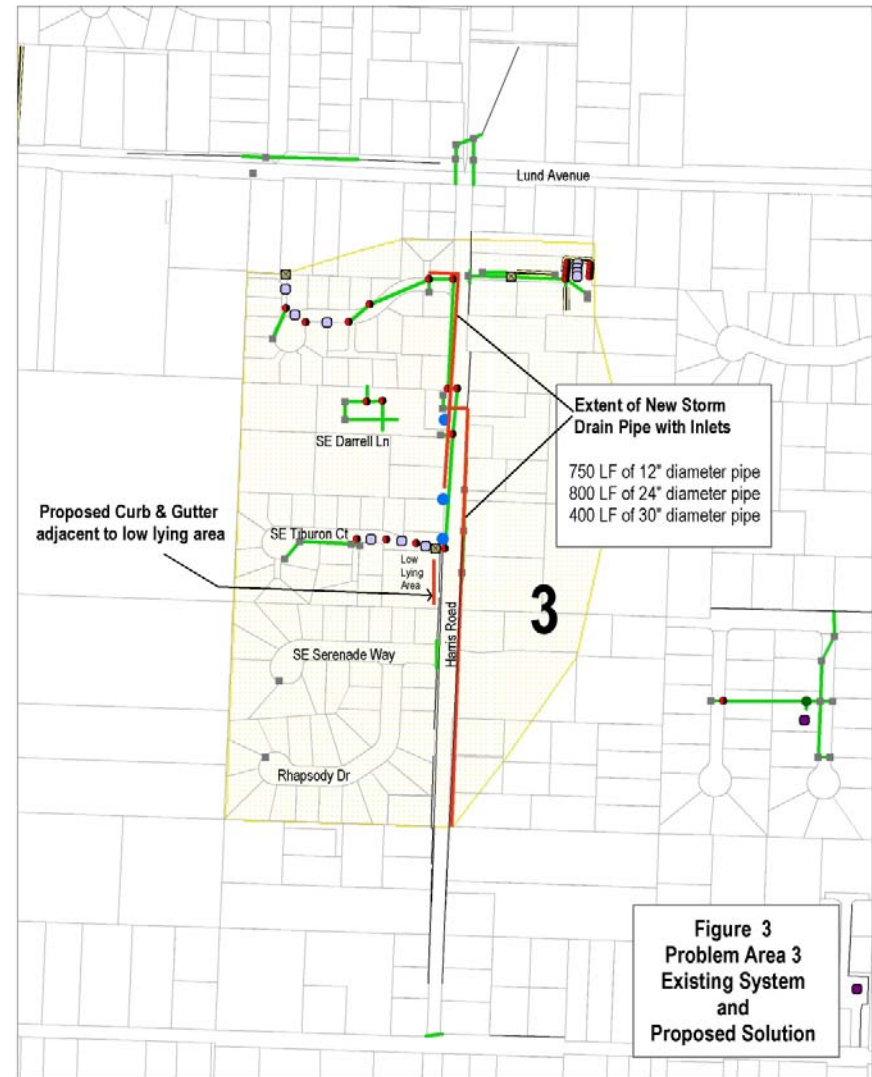 Lund Avenue
Extent of New Storm
Drain Pipe with Inlets
750 LF of 12" diameter pipe
800 LF of 24" diameter pipe
400 LF of 30" diameter pipe
SE Darrell Ln
Proposed Curb & Gutter
adjacent to low lying area
SE Tiburon Ct
Low
Lying
Area
Harris Road
3
SE Serenade Way
Rhapsody Dr
Figure 3
Problem Area 3
Existing System
and
Proposed Solution